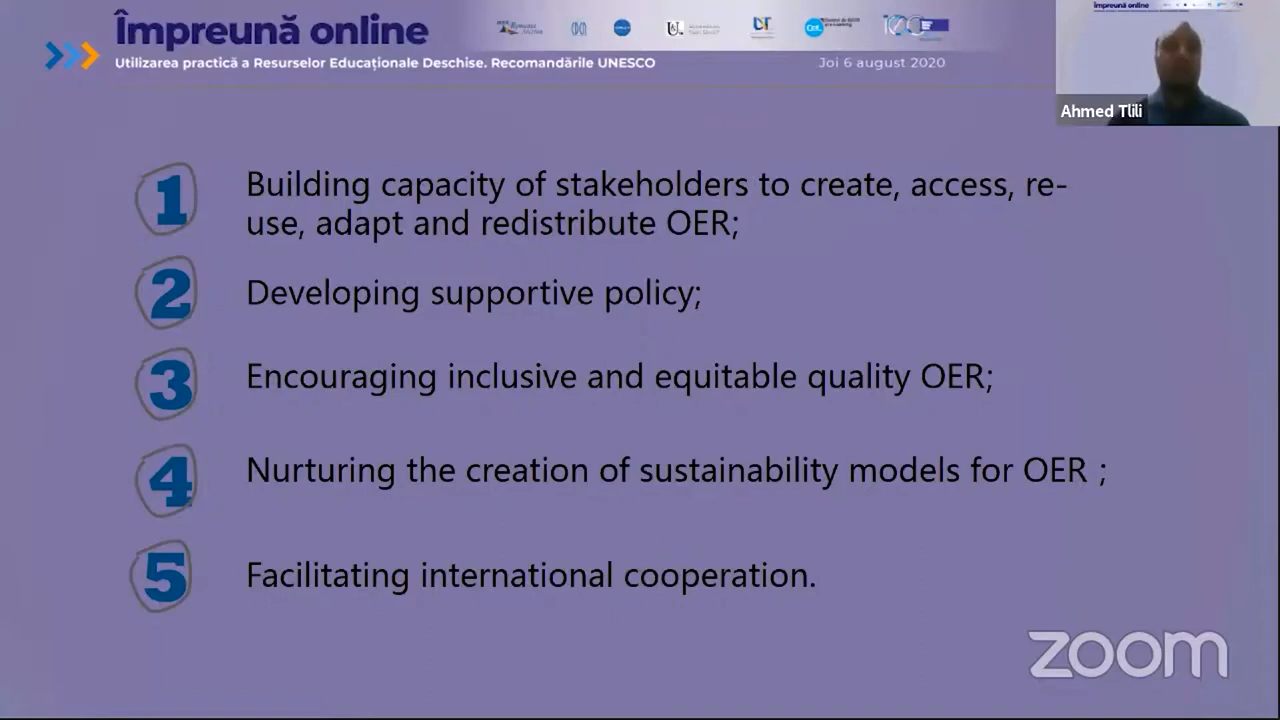 Împreună online
Utilizarea practică a Resurselor Educaționale Deschise. Recomandările UNESCO
Joi 6 august 2020
Împreună online
Ahmed Tlili
1 Building capacity of stakeholders to create, access, re-
use, adapt and redistribute OER;
2 Developing supportive policy;
3 Encouraging inclusive and equitable quality OER;
4 Nurturing the creation of sustainability models for OER ;
5 Facilitating international cooperation.
zoom